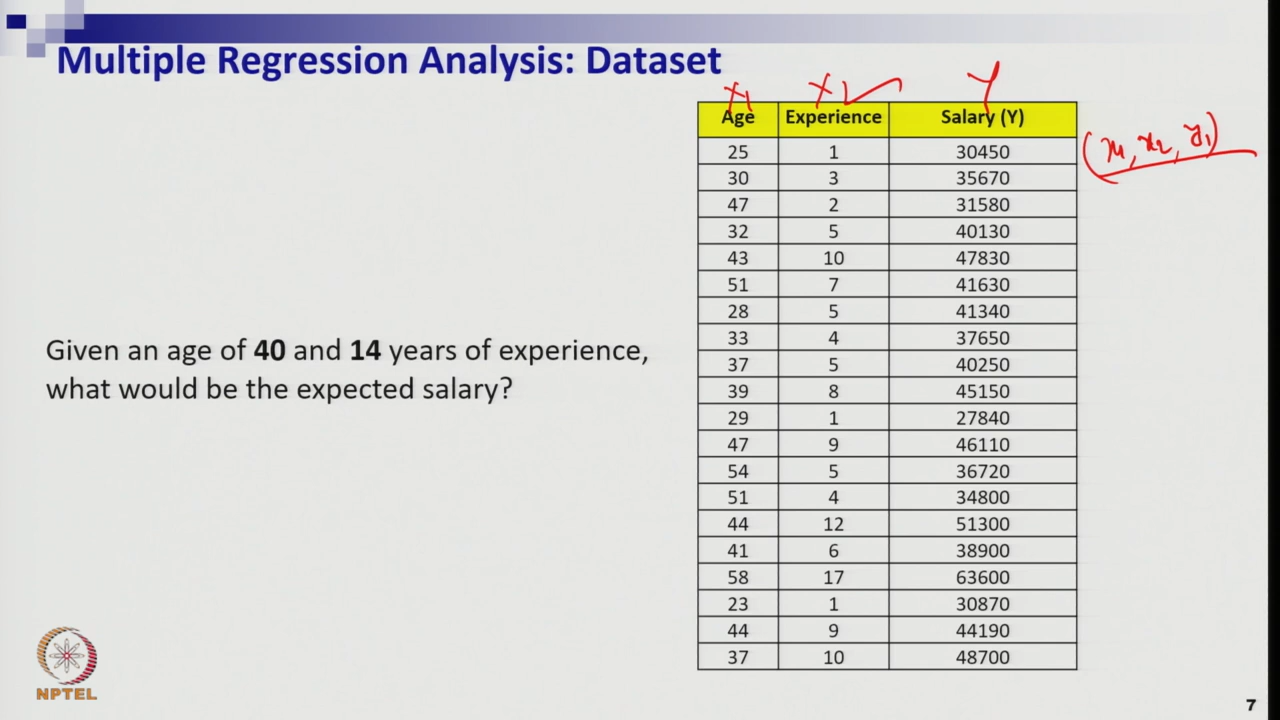 Multiple Regression Analysis: Dataset
X1 X2 Y
Age Experience Salary (Y)
25 1 30450
(x1, x2, y1)
30 3 35670
47 2 31580
32 5 40130
43 10 47830
51 7 41630
28 5 41340
33 4 37650
37 5 40250
39 8 45150
29 1 27840
47 9 46110
54 5 36720
51 4 34800
44 12 51300
41 6 38900
58 17 63600
23 1 30870
44 9 44190
37 10 48700
Given an age of 40 and 14 years of experience,
what would be the expected salary?
NPTEL
7